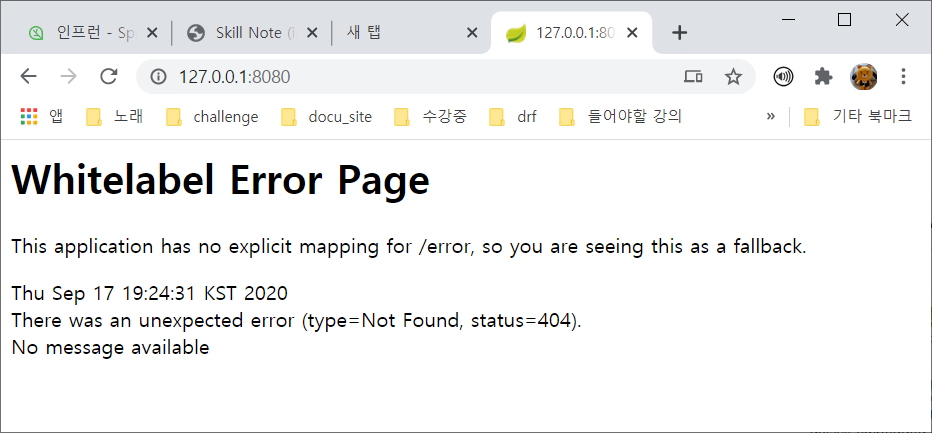 인프런 - Sp
Skill Note (i
새 탭
127.0.0.1:80
127.0.0.1:8080
앱
노래
challenge
docu_site
수강중
drf
들어야할 강의
»
기타 북마크
Whitelabel Error Page
This application has no explicit mapping for /error, so you are seeing this as a fallback.
Thu Sep 17 19:24:31 KST 2020
There was an unexpected error (type=Not Found, status=404).
No message available